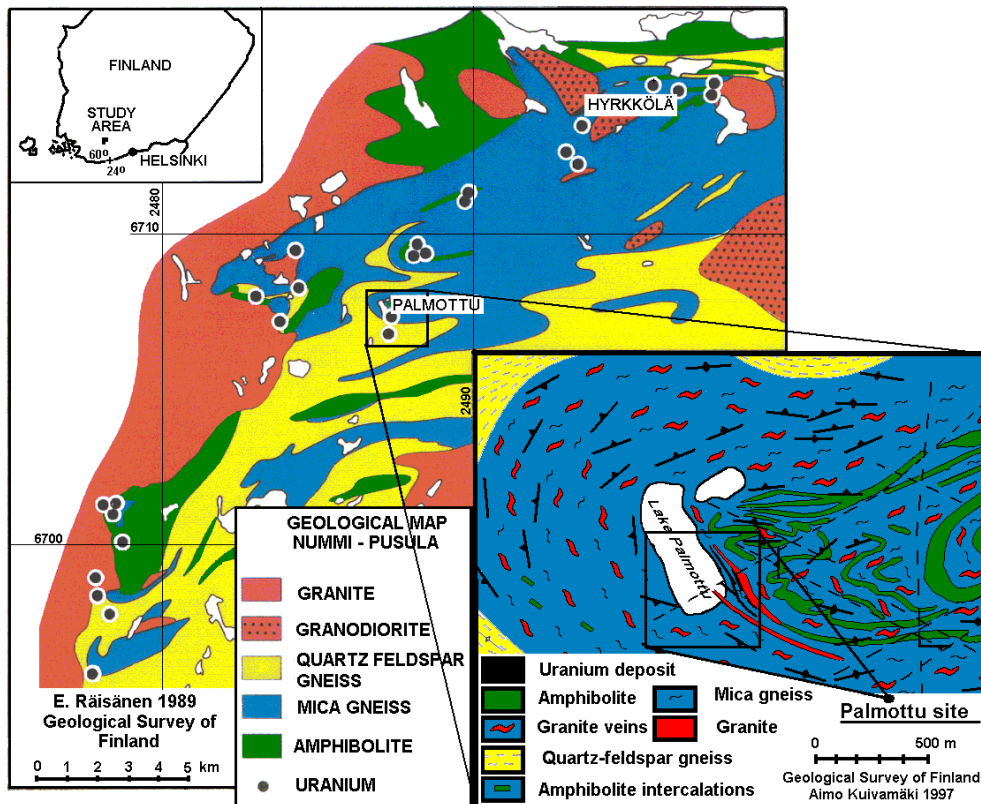 FINLAND
STUDY
AREA
60º
24º
HELSINKI
2480
6710
HYRKKÖLÄ
PALMOTTU
2490
6700
GEOLOGICAL MAP
NUMMI - PUSULA
GRANITE
GRANODIORITE
QUARTZ FELDSPAR
GNEISS
MICA GNEISS
AMPHIBOLITE
URANIUM
E. Räisänen 1989
Geological Survey of
Finland
0 1 2 3 4 5 km
Lake Palmottu
Uranium deposit
Amphibolite
Mica gneiss
Granite veins
Granite
Quartz-feldspar gneiss
Amphibolite intercalations
Palmottu site
0 500 m
Geological Survey of Finland
Aimo Kuivamäki 1997